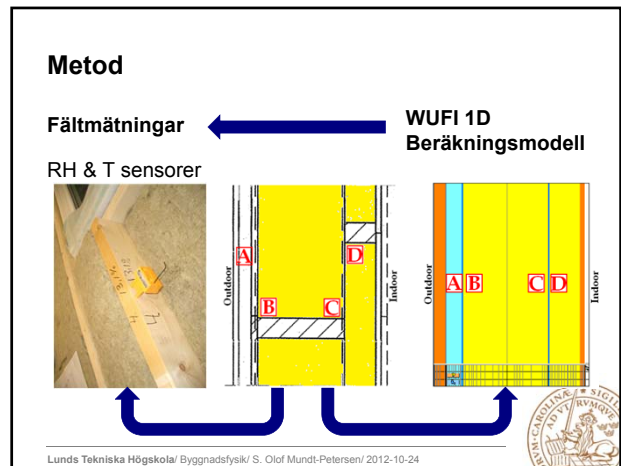 Metod
Fältmätningar
WUFI 1D
Beräkningsmodell
RH & T sensorer
A
B
C
D
Outdoor
Indoor
A
B
C
D
Outdoor
Indoor
Lunds Tekniska Högskola/ Byggnadsfysik/ S. Olof Mundt-Petersen/ 2012-10-24